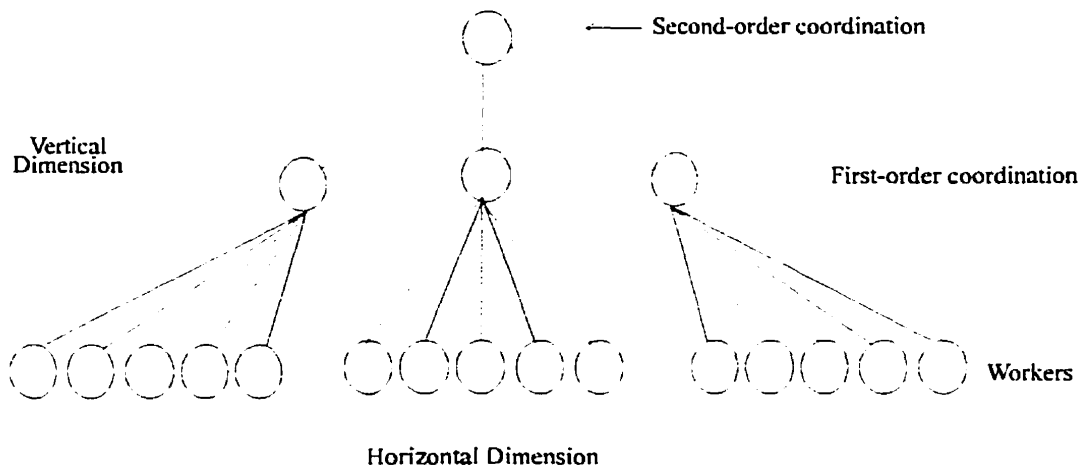 Second-order coordination
Vertical
Dimension
First-order coordination
Workers
Horizontal Dimension